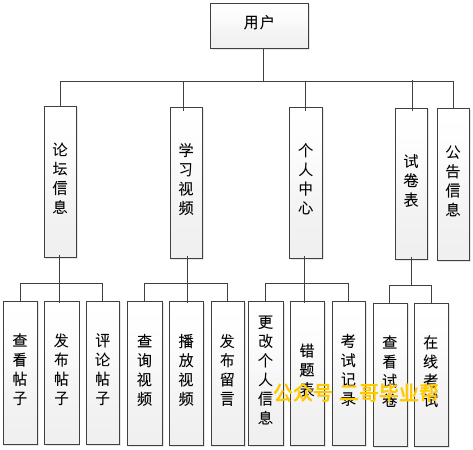 用户
论坛信息
学习视频
个人中心
试卷表
公告信息
查看帖子
发布帖子
评论帖子
查询视频
播放视频
发布留言
更改个人信息
错题表
考试记录
查看试卷
在线考试
公众号 二哥毕业帮